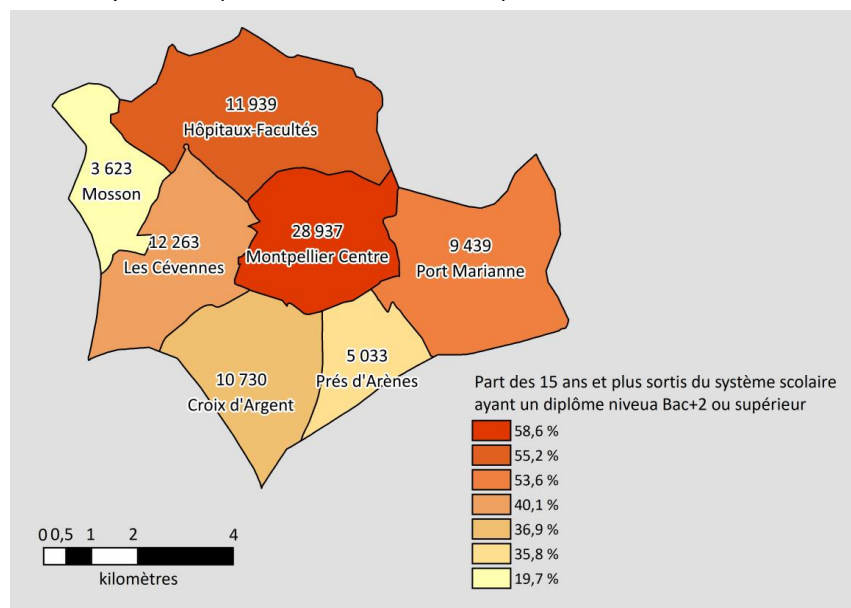 11 939
Hôpitaux-Facultés
3 623
Mosson
12 263
Les Cévennes
28 937
Montpellier Centre
9 439
Port Marianne
10 730
Croix d'Argent
5 033
Prés d'Arènes
Part des 15 ans et plus sortis du système scolaire
ayant un diplôme niveua Bac+2 ou supérieur
58,6 %
55,2 %
53,6 %
40,1 %
36,9 %
35,8 %
19,7 %
0 0,5 1 2 4
kilomètres